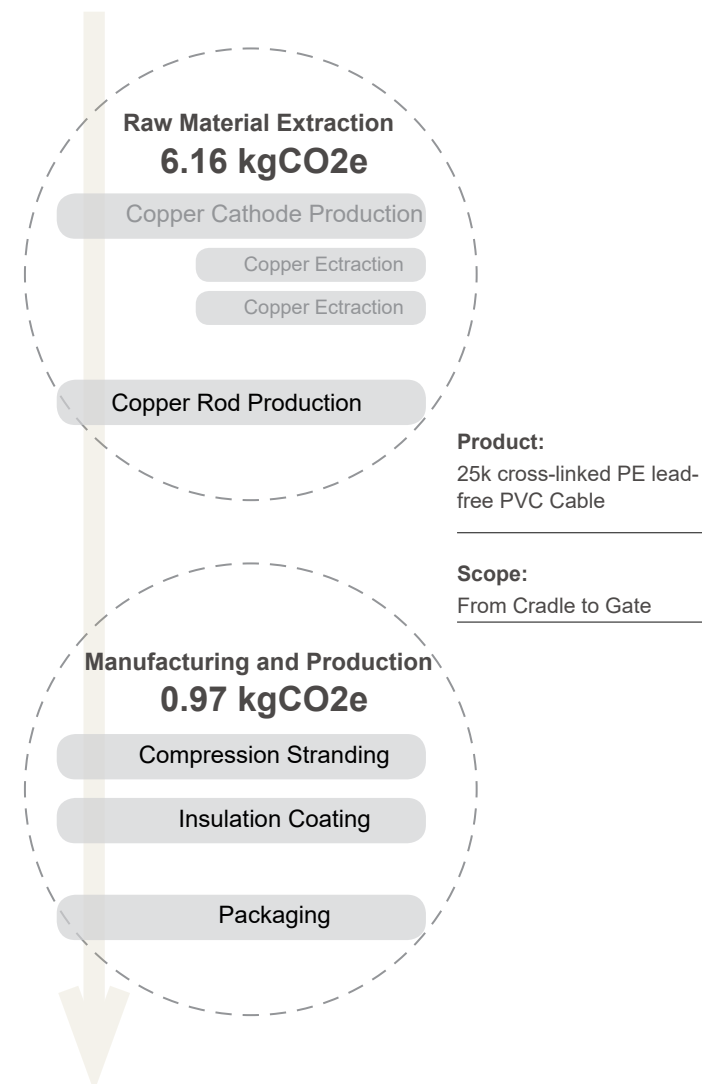 Raw Material Extraction
6.16 kgCO2e
Copper Cathode Production
Copper Ectraction
Copper Ectraction
Copper Rod Production
Product:
25k cross-linked PE lead-
free PVC Cable
Scope:
From Cradle to Gate
Manufacturing and Production
0.97 kgCO2e
Compression Stranding
Insulation Coating
Packaging